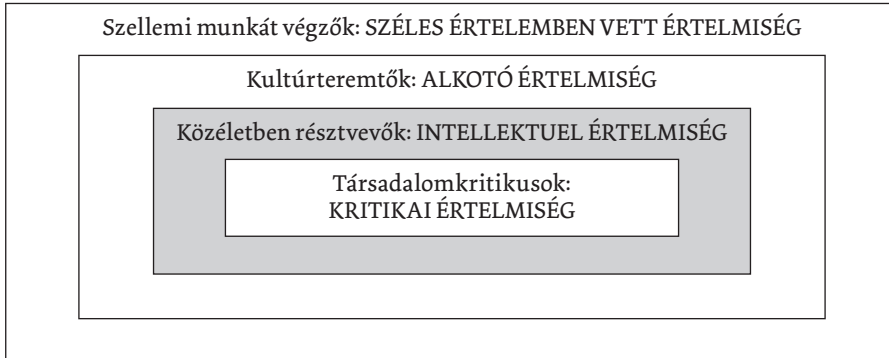 Szellemi munkát végzők: SZÉLES ÉRTELEMBEN VETT ÉRTELMISÉG
Kultúrteremtők: ALKOTÓ ÉRTELMISÉG
Közéletben résztvevők: INTELLEKTUEL ÉRTELMISÉG
Társadalomkritikusok:
KRITIKAI ÉRTELMISÉG